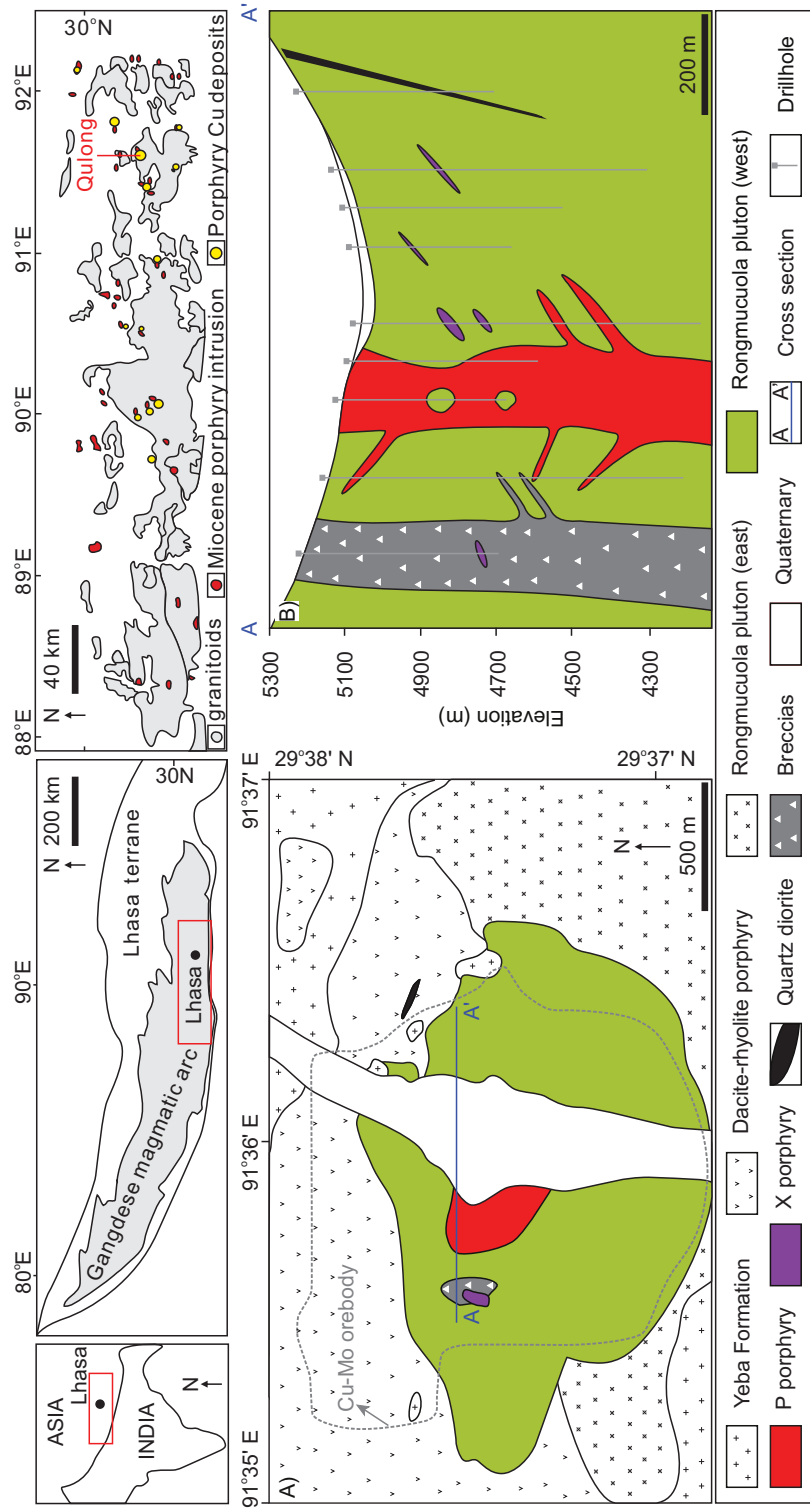 ASIA
Lhasa
INDIA
N
80°E
90°E
N
200 km
Lhasa terrane
30N
Gangdese magmatic arc
Lhasa
88°E
89°E
90°E
91°E
92°E
N
40 km
30°N
Qulong
granitoids
Miocene porphyry intrusion
Porphyry Cu deposits
91°35' E
91°36' E
91°37' E
A)
29°38' N
Cu-Mo orebody
A
A'
N
29°37' N
500 m
A
A'
B)
5300
5100
4900
4700
4500
4300
Elevation (m)
200 m
Yeba Formation
Dacite-rhyolite porphyry
Rongmucuola pluton (east)
Rongmucuola pluton (west)
P porphyry
X porphyry
Quartz diorite
Breccias
Quaternary
A A'
Cross section
Drillhole